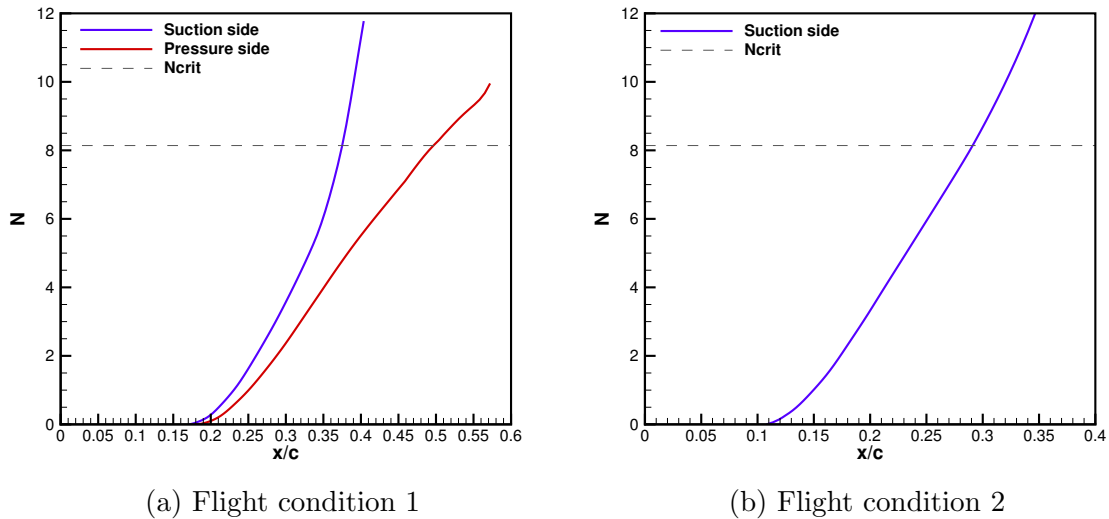 12
10
8
6
4
2
0
N
Suction side
Pressure side
Ncrit
0 0.05 0.1 0.15 0.2 0.25 0.3 0.35 0.4 0.45 0.5 0.55 0.6
x/c
(a) Flight condition 1
12
10
8
6
4
2
0
N
Suction side
Ncrit
0 0.05 0.1 0.15 0.2 0.25 0.3 0.35 0.4
x/c
(b) Flight condition 2